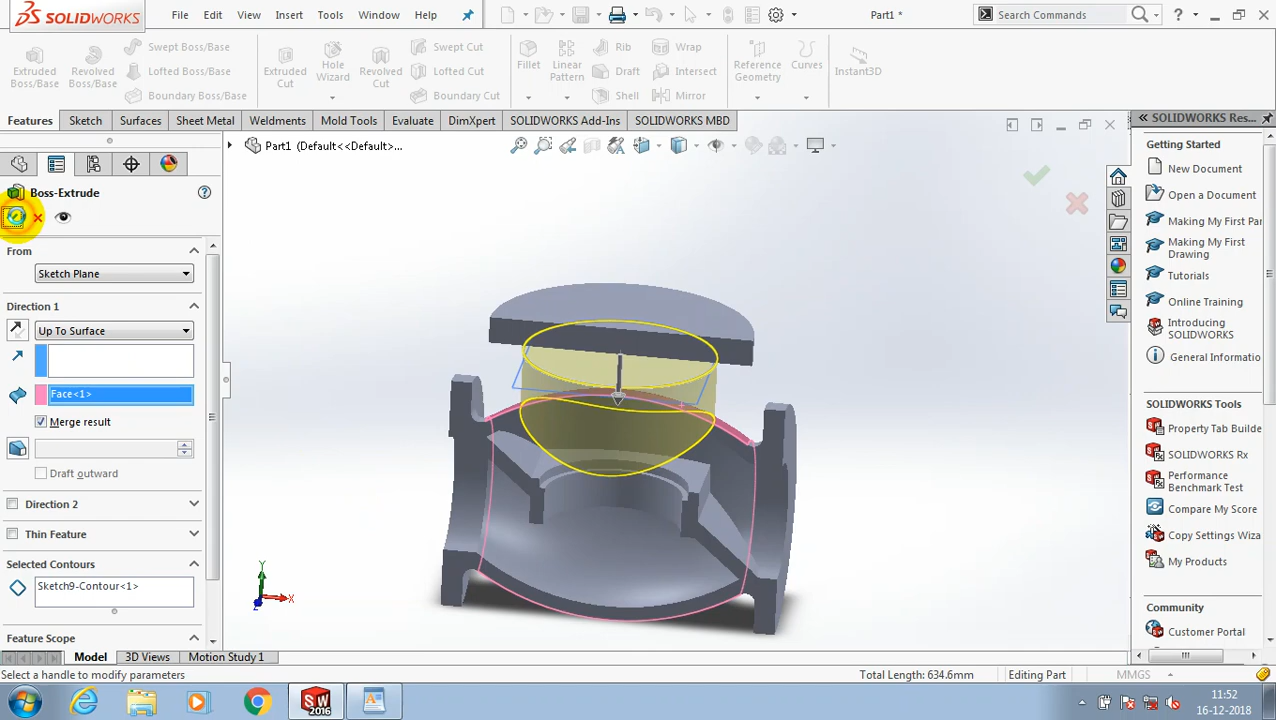 SOLIDWORKS File Edit View Insert Tools Window Help Part1 * Search Commands ?
Extruded Boss/Base Revolved Boss/Base Swept Boss/Base Lofted Boss/Base Boundary Boss/Base Extruded Cut Hole Wizard Revolved Cut Swept Cut Lofted Cut Boundary Cut Fillet Linear Pattern Rib Draft Shell Wrap Intersect Mirror Reference Geometry Curves Instant3D
Features Sketch Surfaces Sheet Metal Weldments Mold Tools Evaluate DimXpert SOLIDWORKS Add-Ins SOLIDWORKS MBD
Part1 (Default<<Default>...
Boss-Extrude
From
Sketch Plane
Direction 1
Up To Surface
Face<1>
Merge result
Draft outward
Direction 2
Thin Feature
Selected Contours
Sketch9-Contour<1>
Feature Scope
Y
X
Z
SOLIDWORKS Res...
Getting Started
New Document
Open a Document
Making My First Par
Making My First
Drawing
Tutorials
Online Training
Introducing
SOLIDWORKS
General Informatio
SOLIDWORKS Tools
Property Tab Builde
SOLIDWORKS Rx
Performance
Benchmark Test
Compare My Score
Copy Settings Wiza
My Products
Community
Customer Portal
Model 3D Views Motion Study 1
Select a handle to modify parameters Total Length: 634.6mm Editing Part MMGS
SW
2016
11:52
16-12-2018